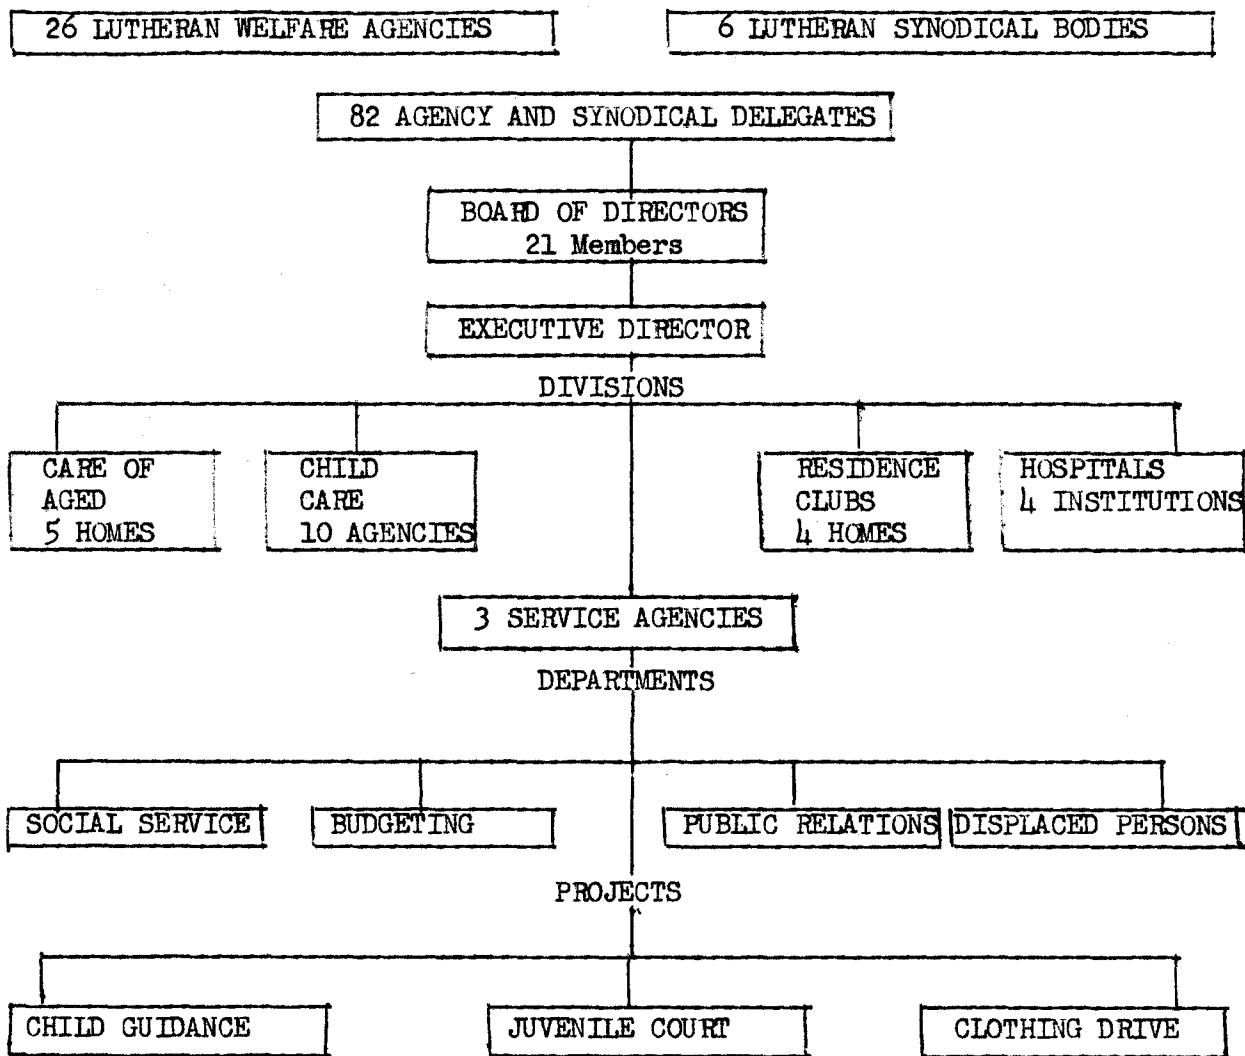 26 LUTHERAN WELFARE AGENCIES
6 LUTHERAN SYNODICAL BODIES
82 AGENCY AND SYNODICAL DELEGATES
BOARD OF DIRECTORS
21 Members
EXECUTIVE DIRECTOR
DIVISIONS
CARE OF
AGED
5 HOMES
CHILD
CARE
10 AGENCIES
RESIDENCE
CLUBS
4 HOMES
HOSPITALS
4 INSTITUTIONS
3 SERVICE AGENCIES
DEPARTMENTS
SOCIAL SERVICE
BUDGETING
PUBLIC RELATIONS
DISPLACED PERSONS
PROJECTS
CHILD GUIDANCE
JUVENILE COURT
CLOTHING DRIVE